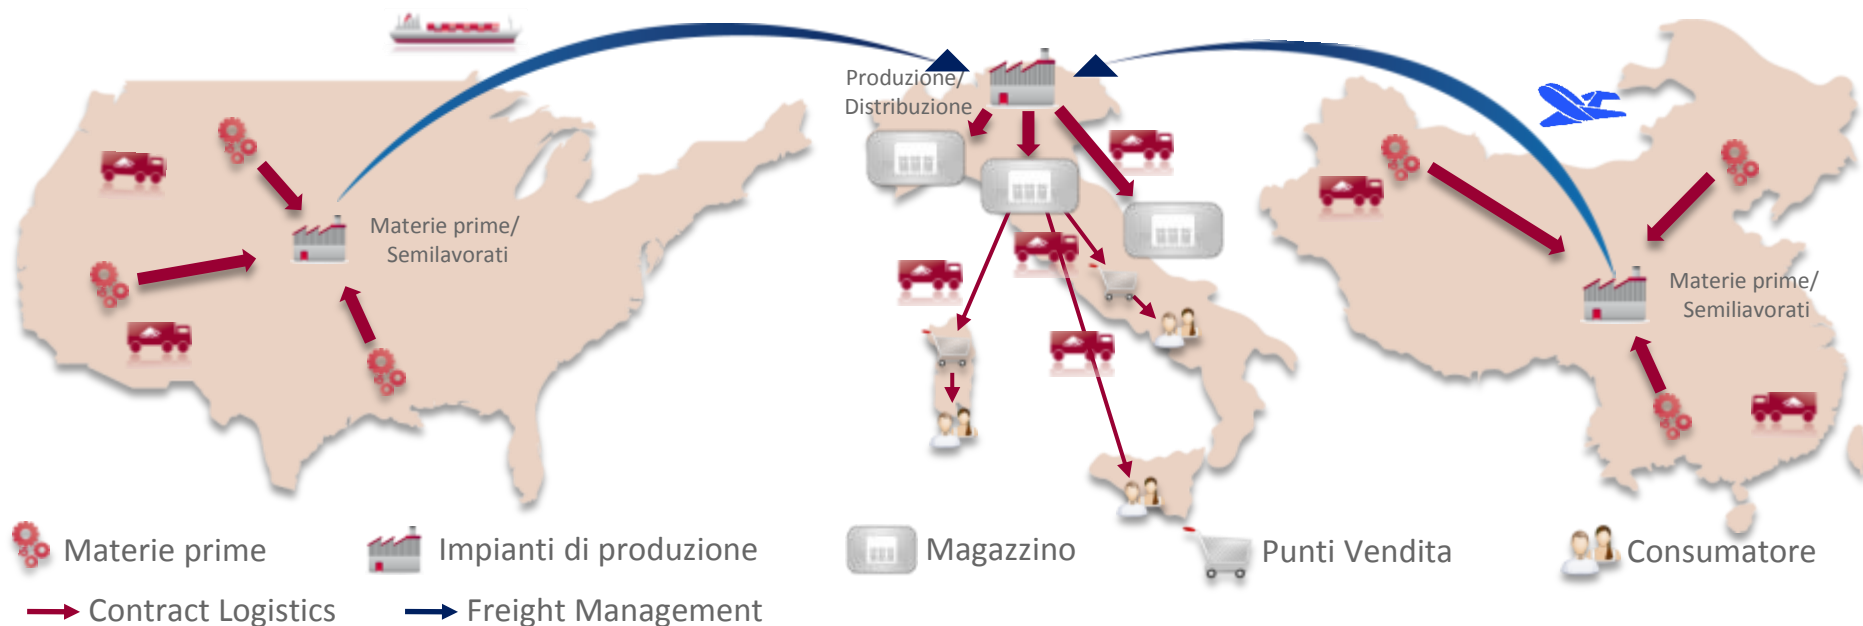 Produzione/
Distribuzione
Materie prime/
Semilavorati
Materie prime/
Semiliavorati
Materie prime
Impianti di produzione
Magazzino
Punti Vendita
Consumatore
Contract Logistics
Freight Management